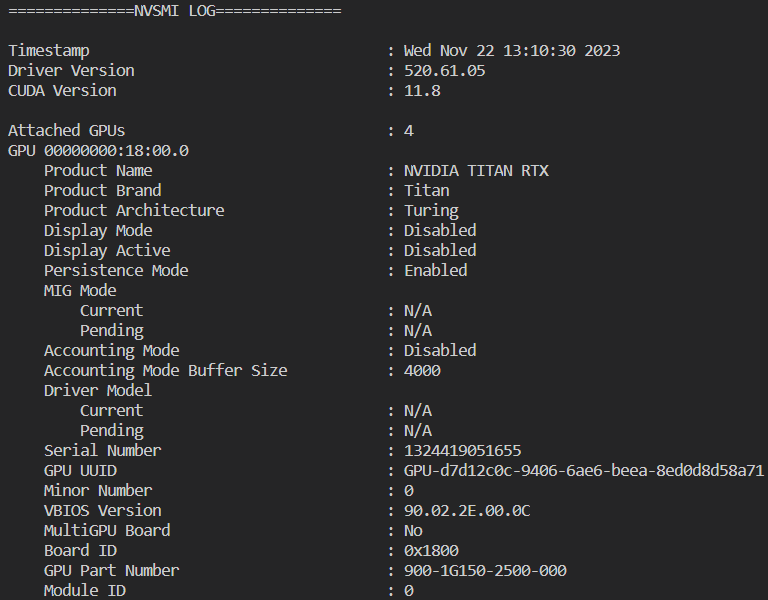 ==============NVSMI LOG==============
Timestamp : Wed Nov 22 13:10:30 2023
Driver Version : 520.61.05
CUDA Version : 11.8
Attached GPUs : 4
GPU 00000000:18:00.0
Product Name : NVIDIA TITAN RTX
Product Brand : Titan
Product Architecture : Turing
Display Mode : Disabled
Display Active : Disabled
Persistence Mode : Enabled
MIG Mode
Current : N/A
Pending : N/A
Accounting Mode : Disabled
Accounting Mode Buffer Size : 4000
Driver Model
Current : N/A
Pending : N/A
Serial Number : 1324419051655
GPU UUID : GPU-d7d12c0c-9406-6ae6-beea-8ed0d8d58a71
Minor Number : 0
VBIOS Version : 90.02.2E.00.0C
MultiGPU Board : No
Board ID : 0x1800
GPU Part Number : 900-1G150-2500-000
Module ID : 0